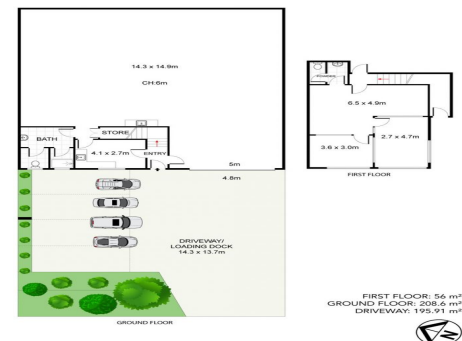 14.3 x 14.9m
CH:6m
BATH
STORE
4.1 x 2.7m
ENTRY
5m
4.8m
DRIVEWAY/
LOADING DOCK
14.3 x 13.7m
GROUND FLOOR
6.5 x 4.9m
2.7 x 4.7m
3.6 x 3.0m
FIRST FLOOR
FIRST FLOOR: 56 m²
GROUND FLOOR: 208.6 m²
DRIVEWAY: 195.91 m²